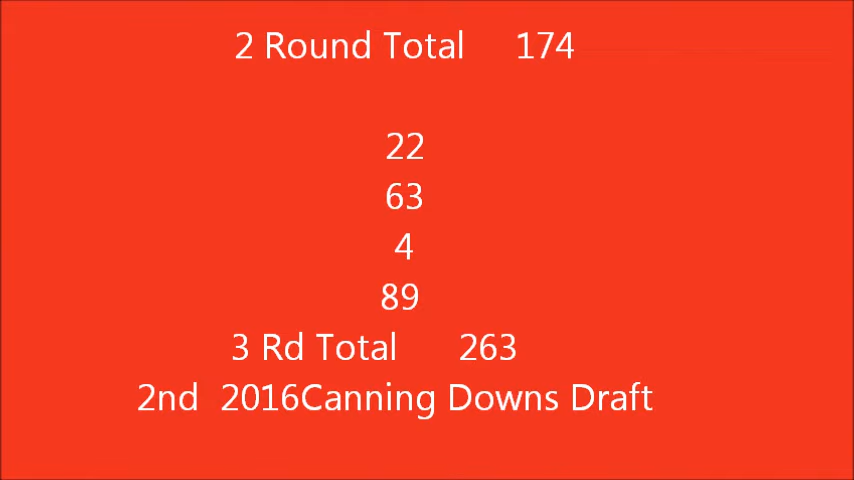 2 Round Total 174
22
63
4
89
3 Rd Total 263
2nd 2016Canning Downs Draft